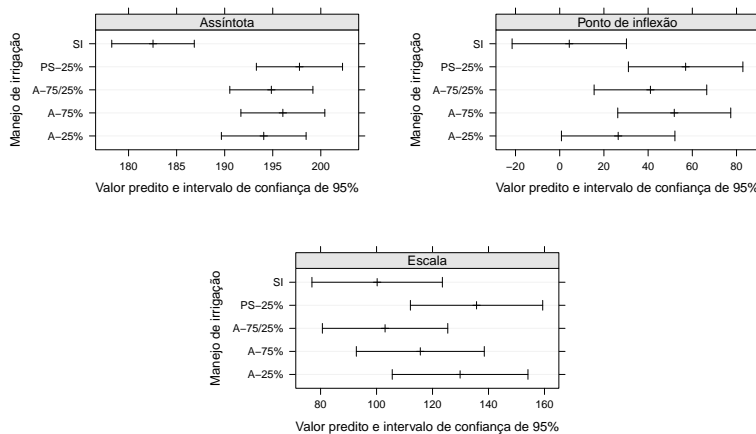 Assíntota
Manejo de irrigação
SI
PS−25%
A−75/25%
A−75%
A−25%
180 185 190 195 200
Valor predito e intervalo de confiança de 95%
Ponto de inflexão
Manejo de irrigação
SI
PS−25%
A−75/25%
A−75%
A−25%
−20 0 20 40 60 80
Valor predito e intervalo de confiança de 95%
Escala
Manejo de irrigação
SI
PS−25%
A−75/25%
A−75%
A−25%
80 100 120 140 160
Valor predito e intervalo de confiança de 95%